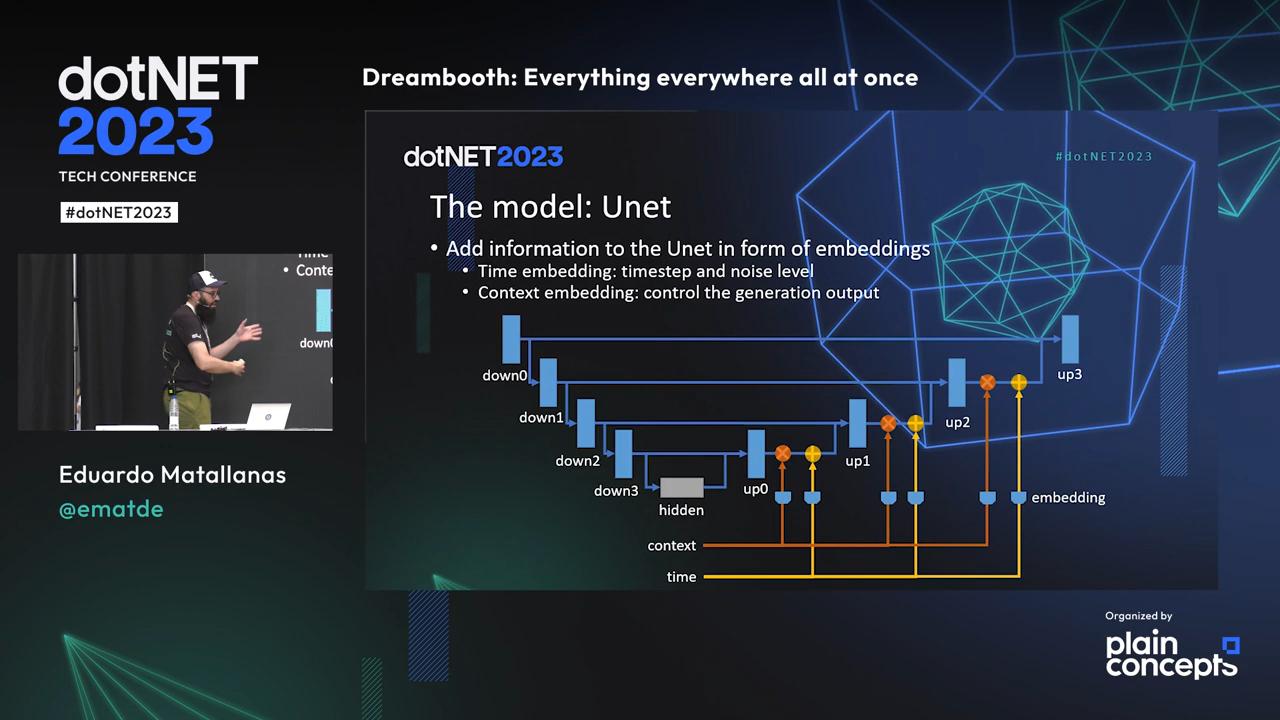 dotNET
2023
TECH CONFERENCE
#dotNET2023
Dreambooth: Everything everywhere all at once
dotNET2023
#dotNET2023
The model: Unet
• Add information to the Unet in form of embeddings
• Time embedding: timestep and noise level
• Context embedding: control the generation output
down0
down1
down2
down3
hidden
up0
up1
up2
up3
embedding
context
time
• Conte
down0
Eduardo Matallanas
@ematde
Organized by
plain
concepts